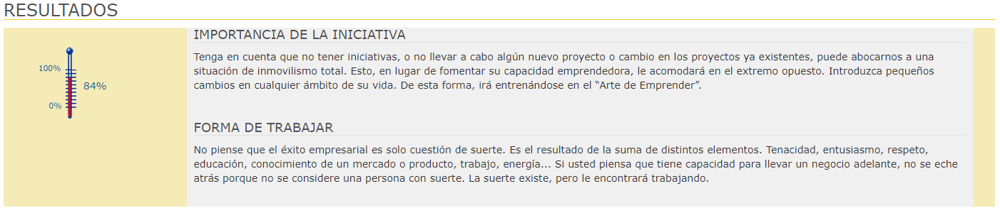 RESULTADOS
100%
84%
0%
IMPORTANCIA DE LA INICIATIVA
Tenga en cuenta que no tener iniciativas, o no llevar a cabo algún nuevo proyecto o cambio en los proyectos ya existentes, puede abocarnos a una
situación de inmovilismo total. Esto, en lugar de fomentar su capacidad emprendedora, le acomodará en el extremo opuesto. Introduzca pequeños
cambios en cualquier ámbito de su vida. De esta forma, irá entrenándose en el “Arte de Emprender”.
FORMA DE TRABAJAR
No piense que el éxito empresarial es solo cuestión de suerte. Es el resultado de la suma de distintos elementos. Tenacidad, entusiasmo, respeto,
educación, conocimiento de un mercado o producto, trabajo, energía... Si usted piensa que tiene capacidad para llevar un negocio adelante, no se eche
atrás porque no se considere una persona con suerte. La suerte existe, pero le encontrará trabajando.